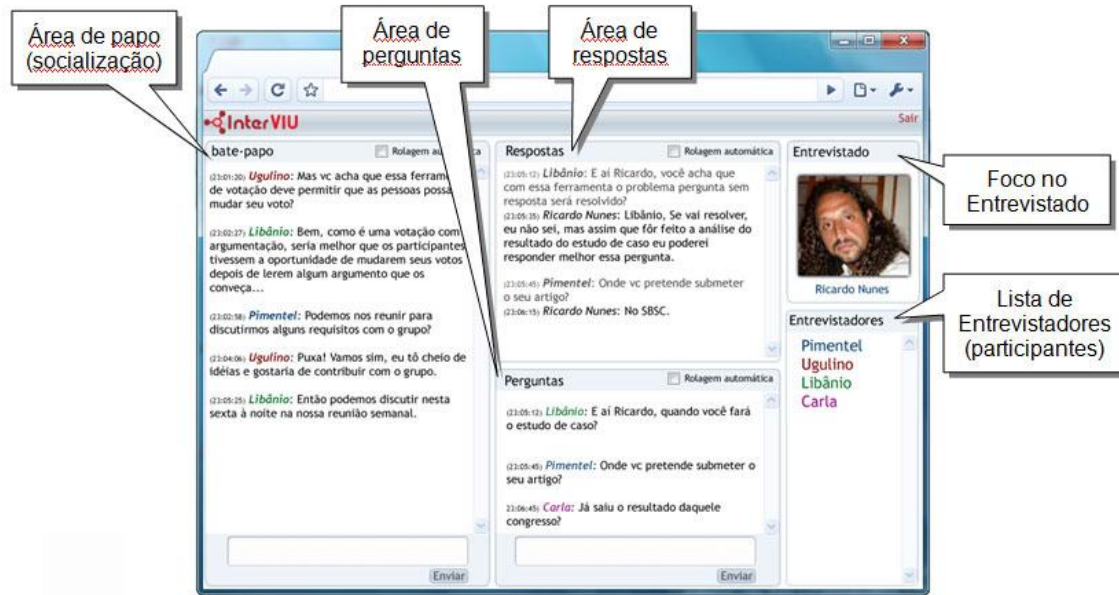 Área de papo
(socialização)
Área de
perguntas
Área de
respostas
InterVIU
Sair
bate-papo
Rolagem automática
(23:01:20) Ugulino: Mas vc acha que essa ferram
de votação deve permitir que as pessoas possa
mudar seu voto?
(23:02:27) Libânio: Bem, como é uma votação com
argumentação, seria melhor que os participantes
tivessem a oportunidade de mudarem seus votos
depois de lerem algum argumento que os
conveça...
(23:02:58) Pimentel: Podemos nos reunir para
discutirmos alguns requisitos com o grupo?
(23:04:06) Ugulino: Puxa! Vamos sim, eu tô cheio de
idéias e gostaria de contribuir com o grupo.
(23:05:25) Libânio: Então podemos discutir nesta
sexta à noite na nossa reunião semanal.
Enviar
Respostas
Rolagem automática
(23:05:12) Libânio: E aí Ricardo, você acha que
com essa ferramenta o problema pergunta sem
resposta será resolvido?
(23:05:35) Ricardo Nunes: Libânio, Se vai resolver,
eu não sei, mas assim que fôr feito a análise do
resultado do estudo de caso eu poderei
responder melhor essa pergunta.
(23:05:45) Pimentel: Onde vc pretende submeter
o seu artigo?
(23:06:15) Ricardo Nunes: No SBSC.
Perguntas
Rolagem automática
(23:05:12) Libânio: E aí Ricardo, quando você fará
o estudo de caso?
(23:05:45) Pimentel: Onde vc pretende submeter o
seu artigo?
23:06:45) Carla: Já saiu o resultado daquele
congresso?
Enviar
Entrevistado
Ricardo Nunes
Entrevistadores
Pimentel
Ugulino
Libânio
Carla
Foco no
Entrevistado
Lista de
Entrevistadores
(participantes)